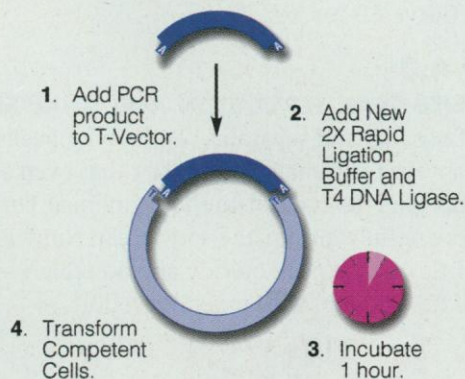 A A
1. Add PCR
product
to T-Vector.
2. Add New
2X Rapid
Ligation
Buffer and
T4 DNA Ligase.
T A T A
3. Incubate
1 hour.
4. Transform
Competent
Cells.